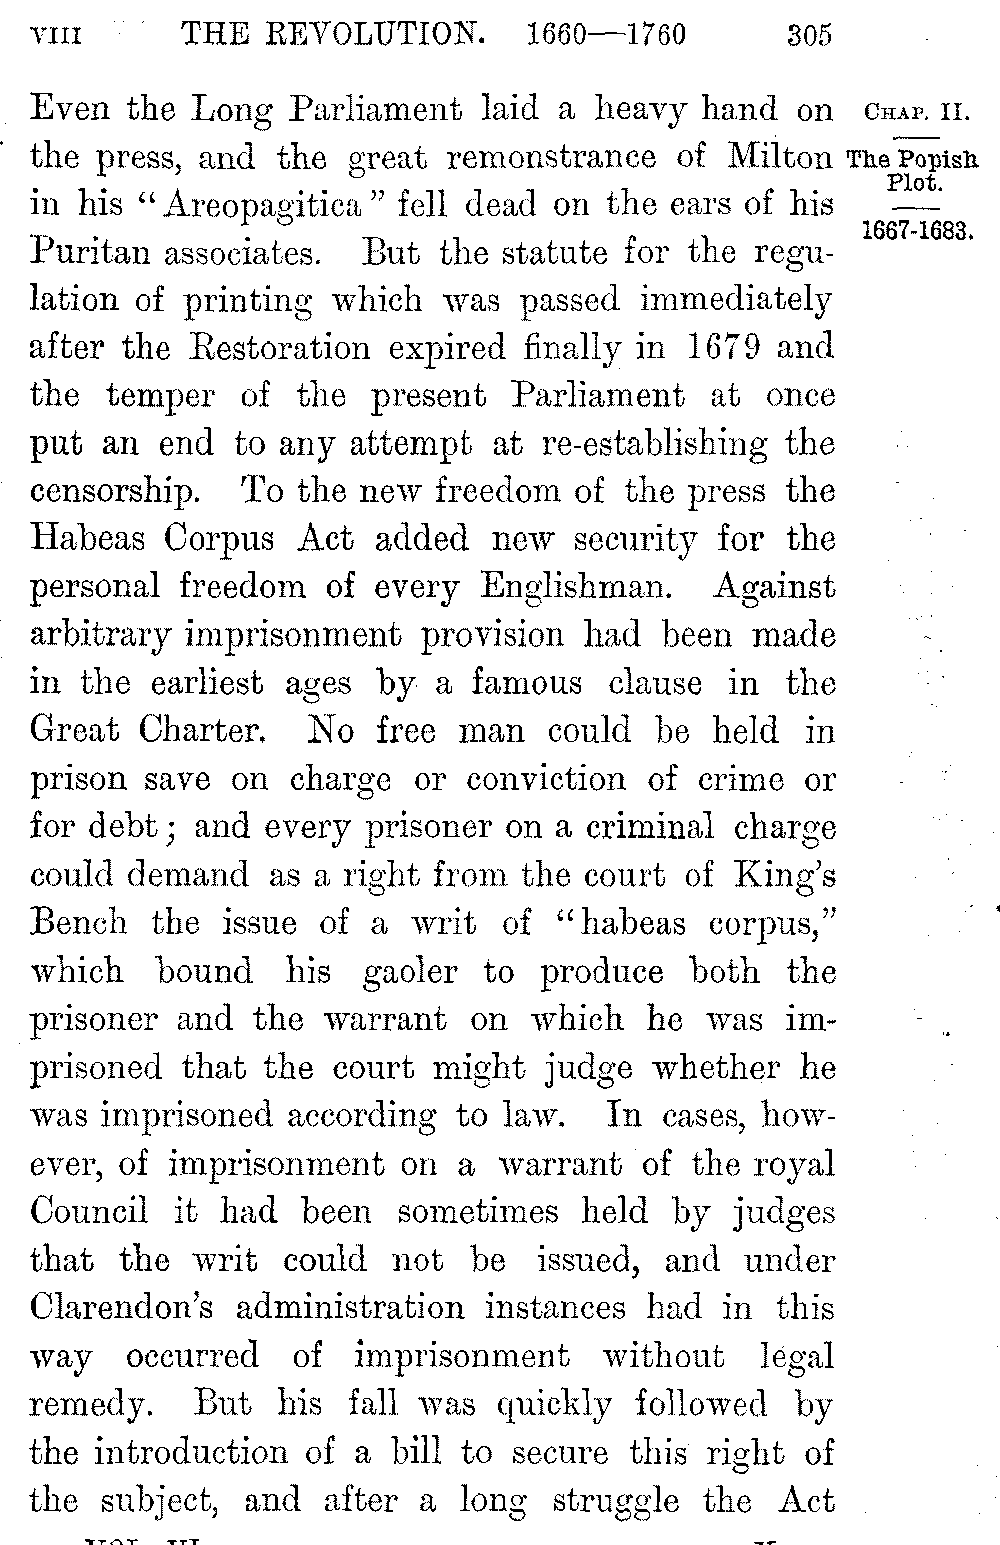 VIII THE REVOLUTION. 1660—1760 305
Even the Long Parliament laid a heavy hand on
the press, and the great remonstrance of Milton
in his “Areopagitica” fell dead on the ears of his
Puritan associates. But the statute for the regu-
lation of printing which was passed immediately
after the Restoration expired finally in 1679 and
the temper of the present Parliament at once
put an end to any attempt at re-establishing the
censorship. To the new freedom of the press the
Habeas Corpus Act added new security for the
personal freedom of every Englishman. Against
arbitrary imprisonment provision had been made
in the earliest ages by a famous clause in the
Great Charter. No free man could be held in
prison save on charge or conviction of crime or
for debt; and every prisoner on a criminal charge
could demand as a right from the court of King's
Bench the issue of a writ of “habeas corpus,”
which bound his gaoler to produce both the
prisoner and the warrant on which he was im-
prisoned that the court might judge whether he
was imprisoned according to law. In cases, how-
ever, of imprisonment on a warrant of the royal
Council it had been sometimes held by judges
that the writ could not be issued, and under
Clarendon's administration instances had in this
way occurred of imprisonment without legal
remedy. But his fall was quickly followed by
the introduction of a bill to secure this right of
the subject, and after a long struggle the Act
CHAP. II.
The Popish
Plot.
1667-1683.